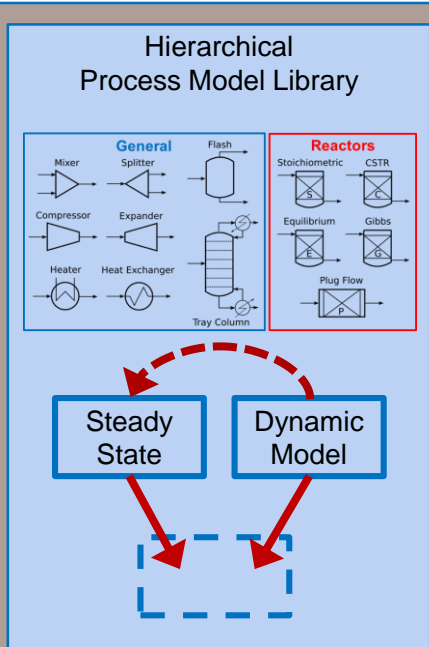 Hierarchical
Process Model Library
General
Mixer
Splitter
Flash
Compressor
Expander
Heater
Heat Exchanger
Tray Column
Reactors
Stoichiometric
CSTR
S
C
Equilibrium
Gibbs
E
G
Plug Flow
P
Steady
State
Dynamic
Model